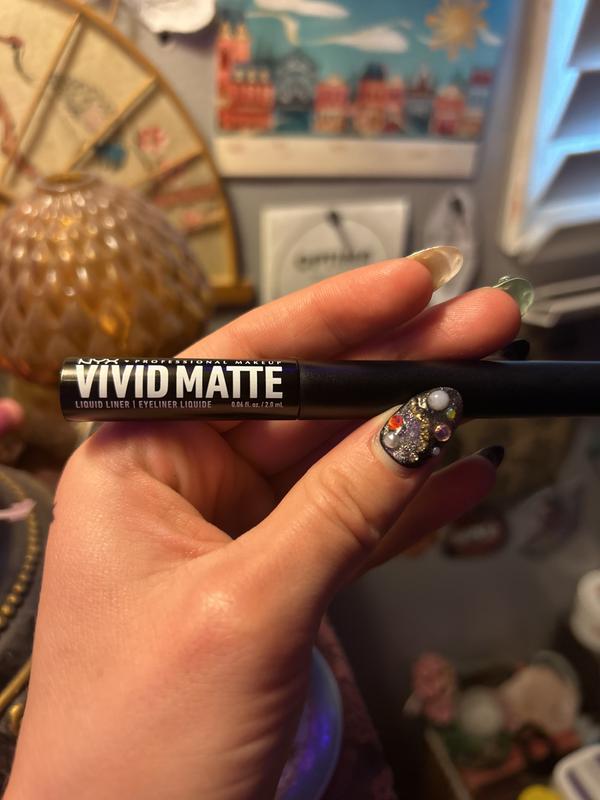 NYX PROFESSIONAL MAKEUP
VIVID MATTE
LIQUID LINER | EYELINER LIQUIDE 0.06 fl. oz. / 2.0 mL